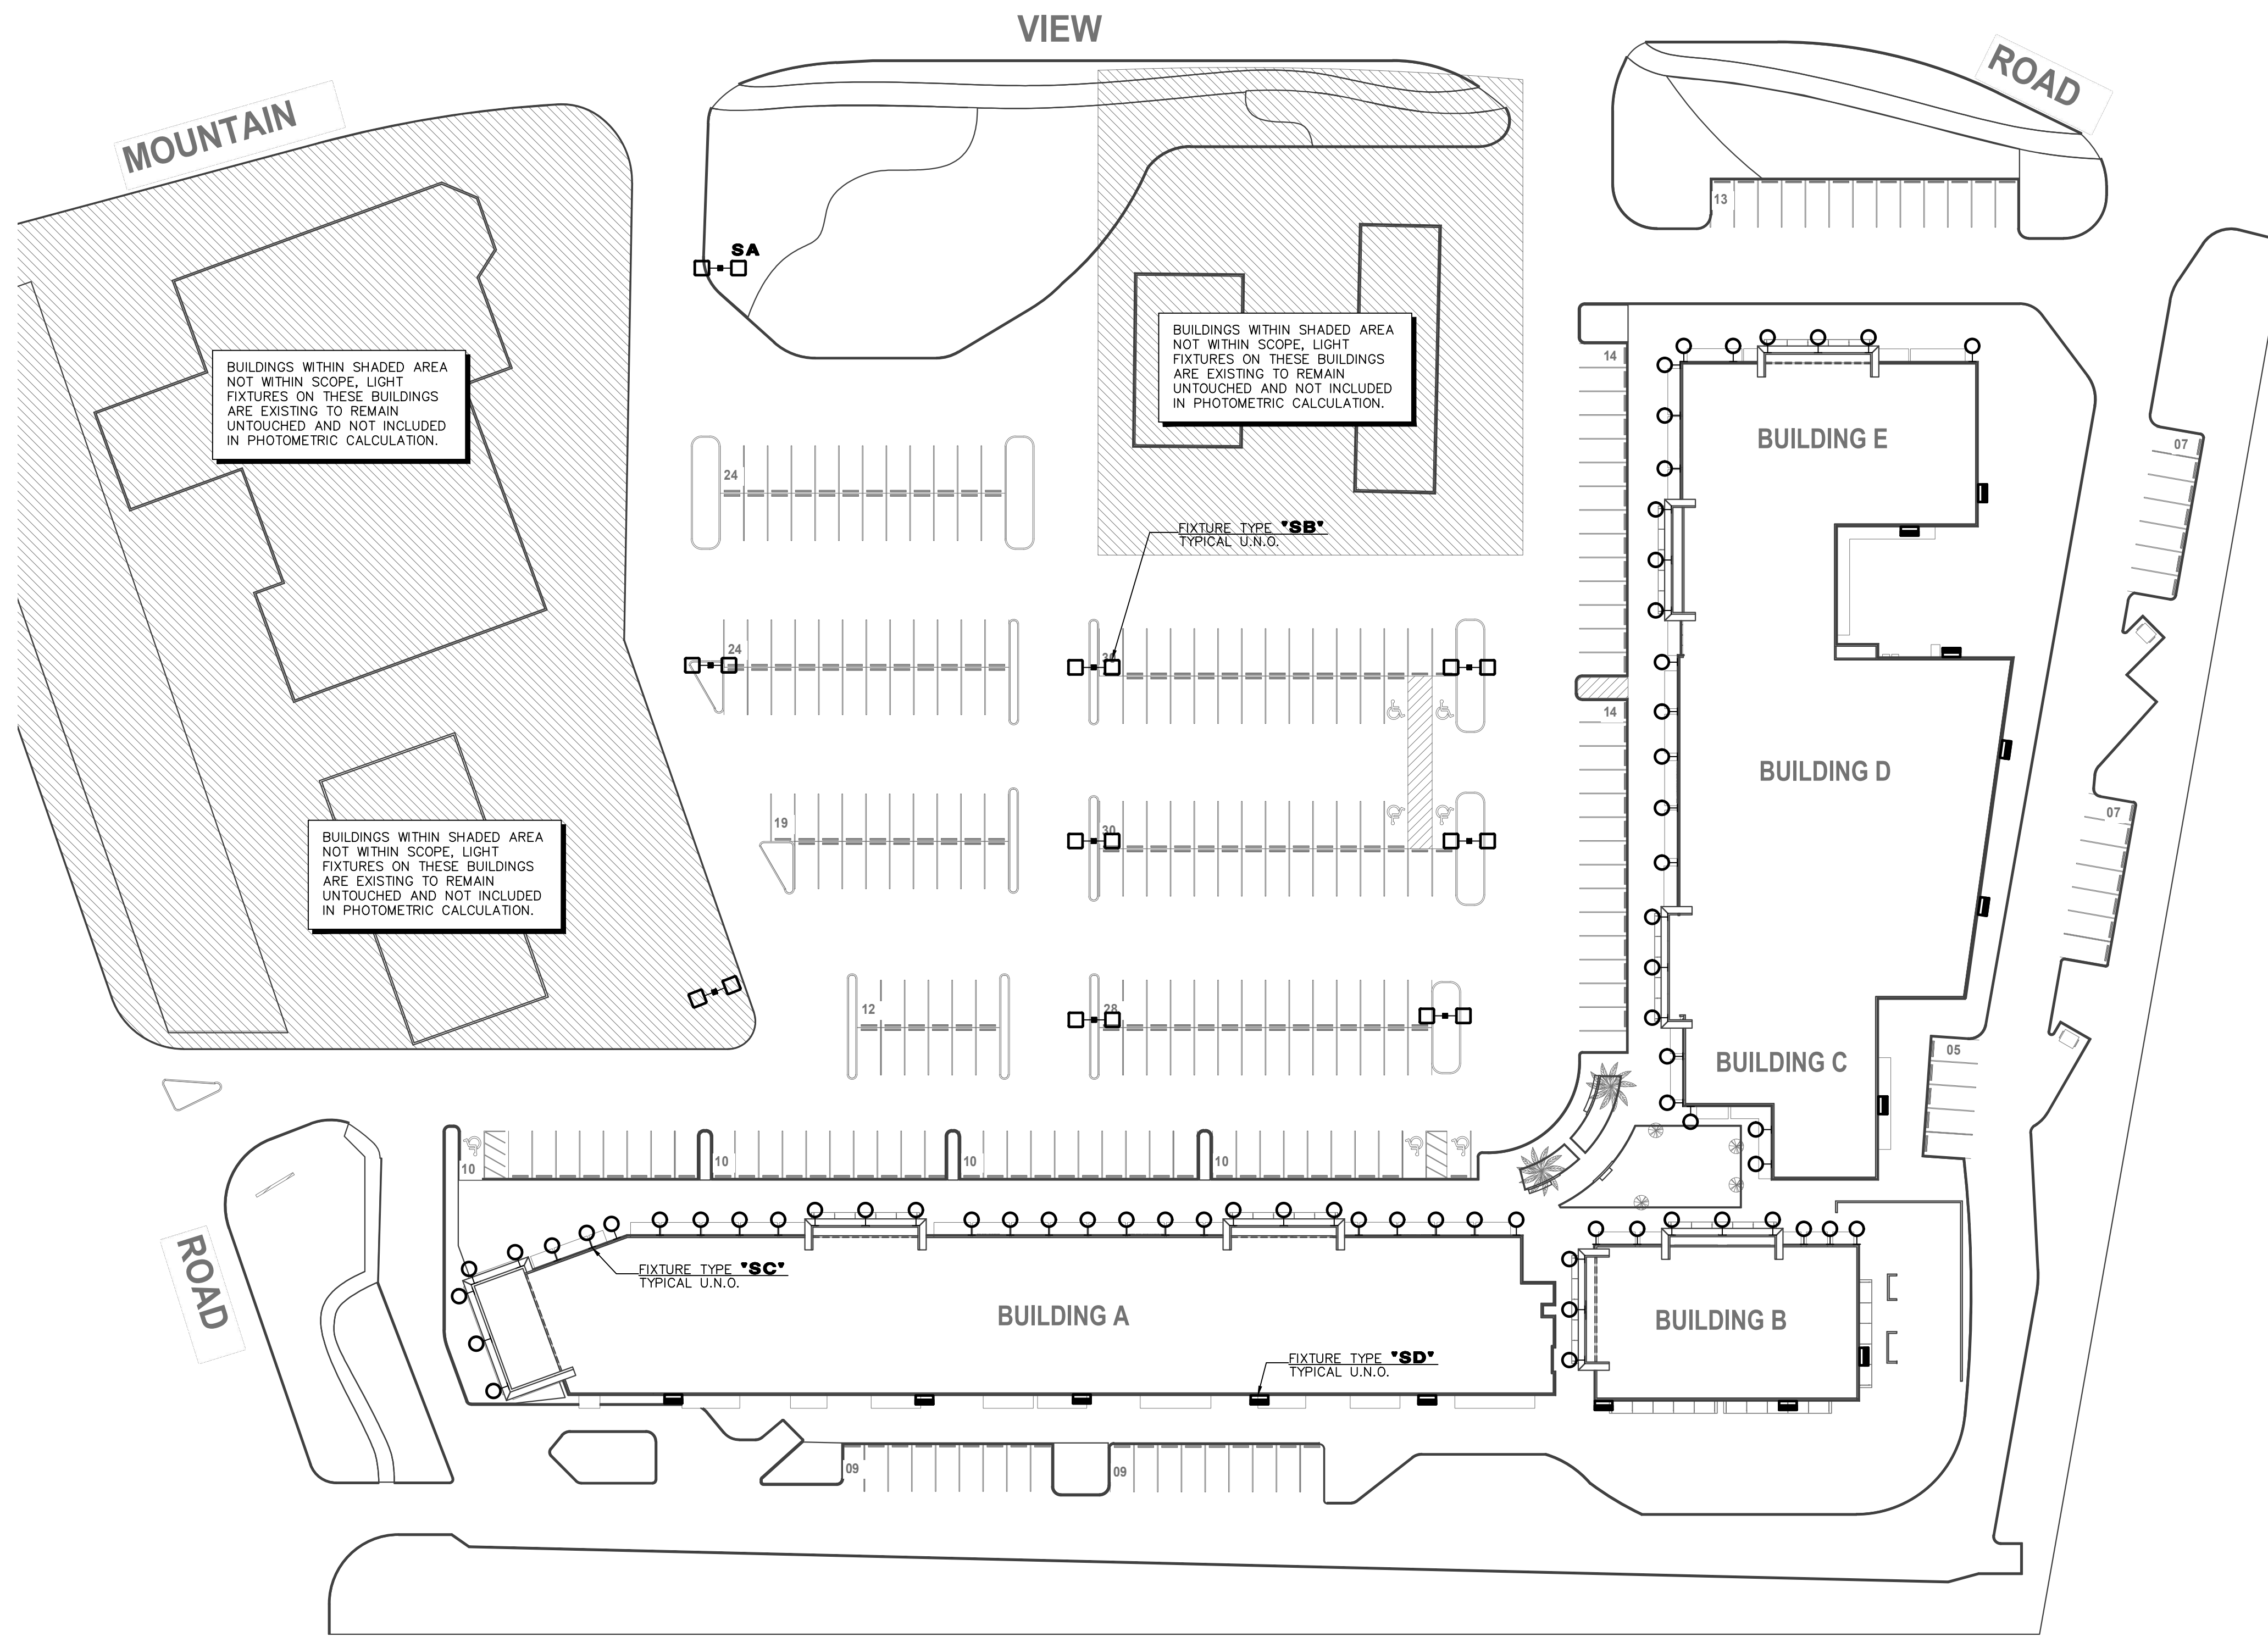 VIEW
MOUNTAIN
ROAD
13
SA
BUILDINGS WITHIN SHADED AREA
NOT WITHIN SCOPE, LIGHT
FIXTURES ON THESE BUILDINGS
ARE EXISTING TO REMAIN
UNTOUCHED AND NOT INCLUDED
IN PHOTOMETRIC CALCULATION.
BUILDINGS WITHIN SHADED AREA
NOT WITHIN SCOPE, LIGHT
FIXTURES ON THESE BUILDINGS
ARE EXISTING TO REMAIN
UNTOUCHED AND NOT INCLUDED
IN PHOTOMETRIC CALCULATION.
14
BUILDING E
07
24
FIXTURE TYPE "SB"
TYPICAL U.N.O.
24
14
BUILDING D
07
19
30
BUILDINGS WITHIN SHADED AREA
NOT WITHIN SCOPE, LIGHT
FIXTURES ON THESE BUILDINGS
ARE EXISTING TO REMAIN
UNTOUCHED AND NOT INCLUDED
IN PHOTOMETRIC CALCULATION.
12
28
05
BUILDING C
10
10
10
10
ROAD
FIXTURE TYPE "SC"
TYPICAL U.N.O.
BUILDING A
BUILDING B
FIXTURE TYPE "SD"
TYPICAL U.N.O.
09
09